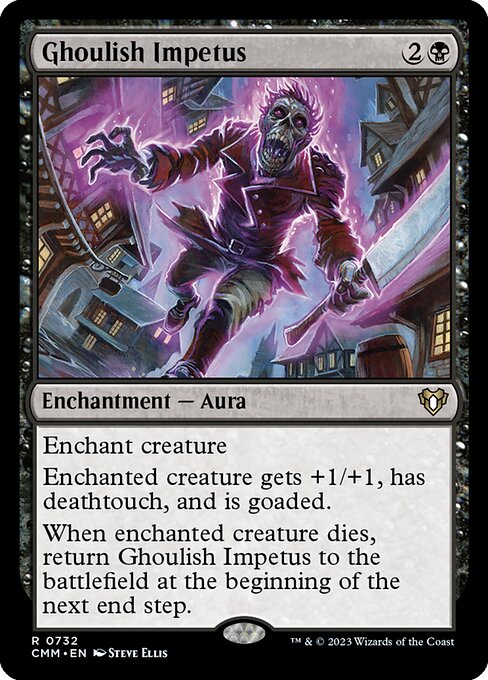 Ghoulish Impetus 2
Enchantment — Aura
Enchant creature
Enchanted creature gets +1/+1, has
deathtouch, and is goaded.
When enchanted creature dies,
return Ghoulish Impetus to the
battlefield at the beginning of the
next end step.
R 0732
CMM • EN Steve Ellis
™ & © 2023 Wizards of the Coast